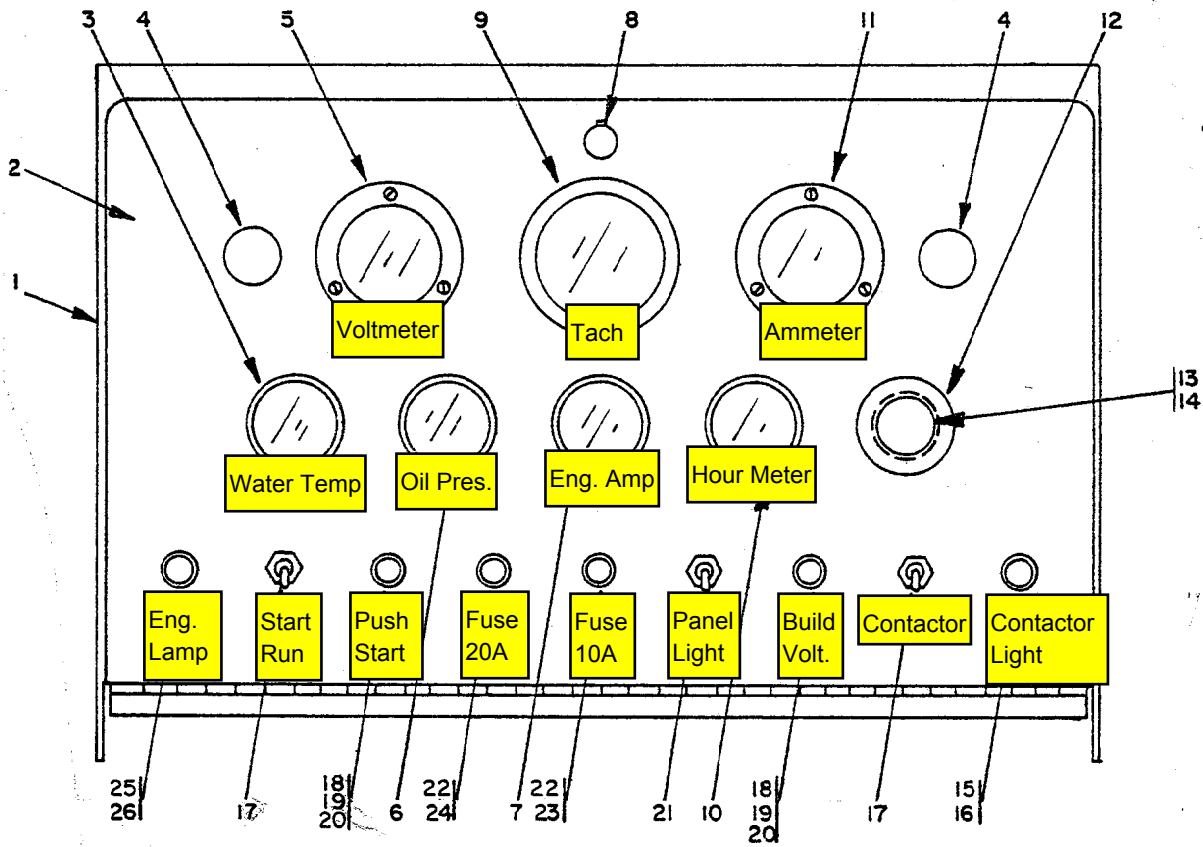 3 4 5 9 8 11 4 12
2
1
13
14
Voltmeter
Tach
Ammeter
Water Temp
Oil Pres.
Eng. Amp
Hour Meter
Eng.
Lamp
Start
Run
Push
Start
Fuse
20A
Fuse
10A
Panel
Light
Build
Volt.
Contactor
Contactor
Light
25
26
17
18
19
20
6
22
24
7
22
23
21
10
18
19
20
17
15
16